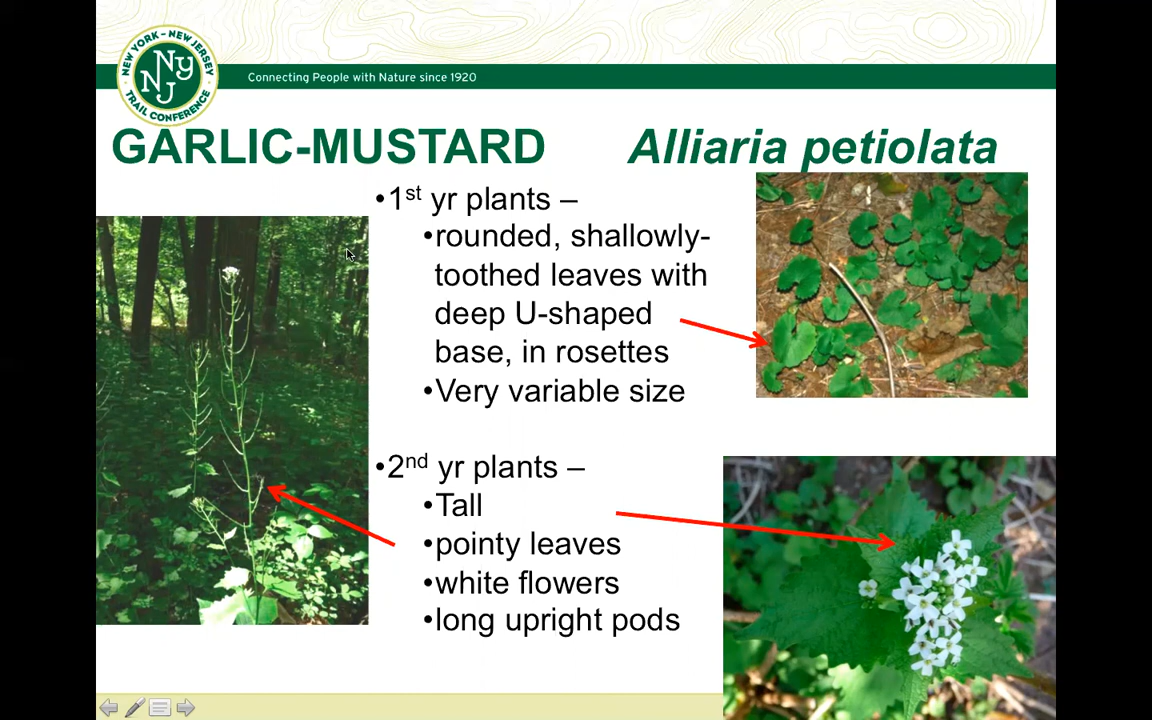 NEW YORK - NEW JERSEY
NY
NJ
TRAIL CONFERENCE
Connecting People with Nature since 1920
GARLIC-MUSTARD Alliaria petiolata
•1st yr plants –
•rounded, shallowly-
toothed leaves with
deep U-shaped
base, in rosettes
•Very variable size
•2nd yr plants –
•Tall
•pointy leaves
•white flowers
•long upright pods